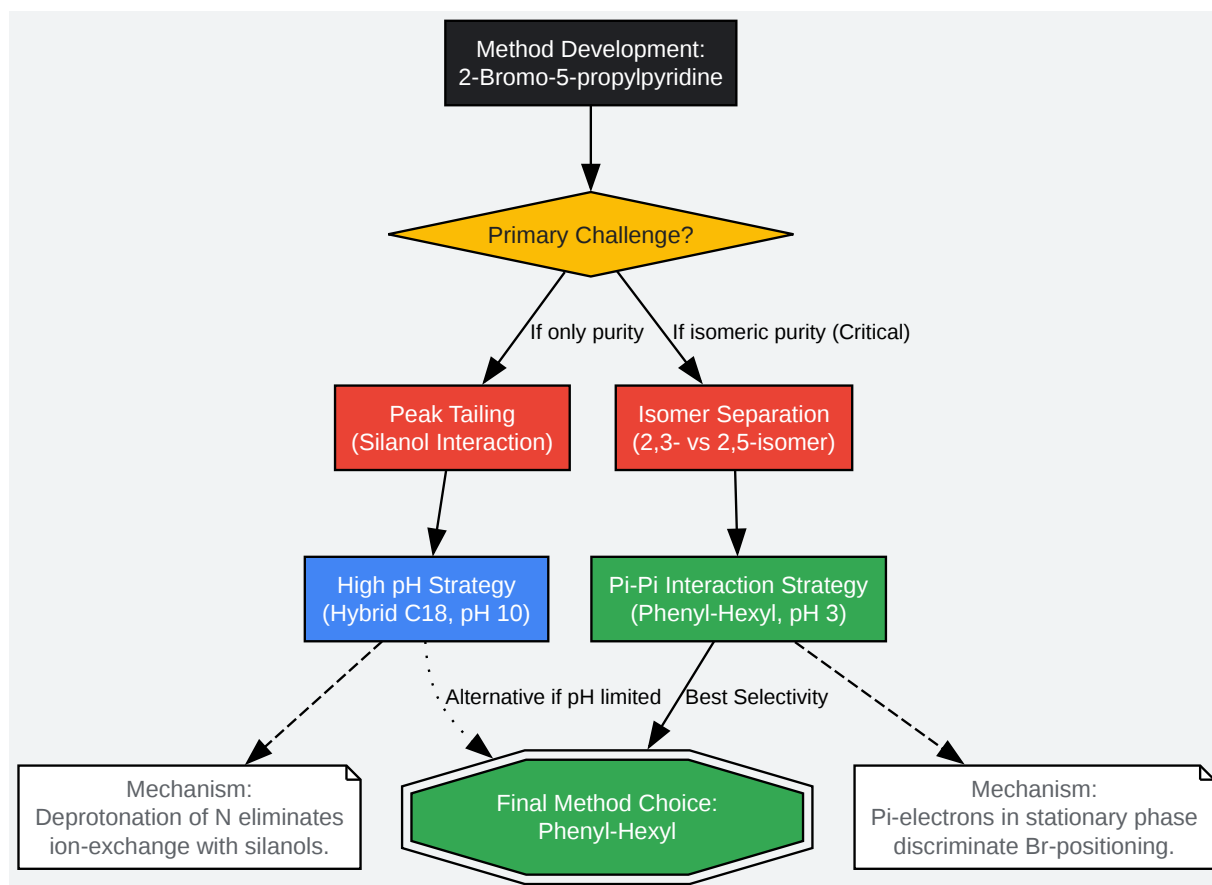 Method Development:
2-Bromo-5-propylpyridine
Primary Challenge?
If only purity
If isomeric purity (Critical)
Peak Tailing
(Silanol Interaction)
Isomer Separation
(2,3- vs 2,5-isomer)
High pH Strategy
(Hybrid C18, pH 10)
Pi-Pi Interaction Strategy
(Phenyl-Hexyl, pH 3)
Alternative if pH limited
Best Selectivity
Mechanism:
Deprotonation of N eliminates
ion-exchange with silanols.
Final Method Choice:
Phenyl-Hexyl
Mechanism:
Pi-electrons in stationary phase
discriminate Br-positioning.